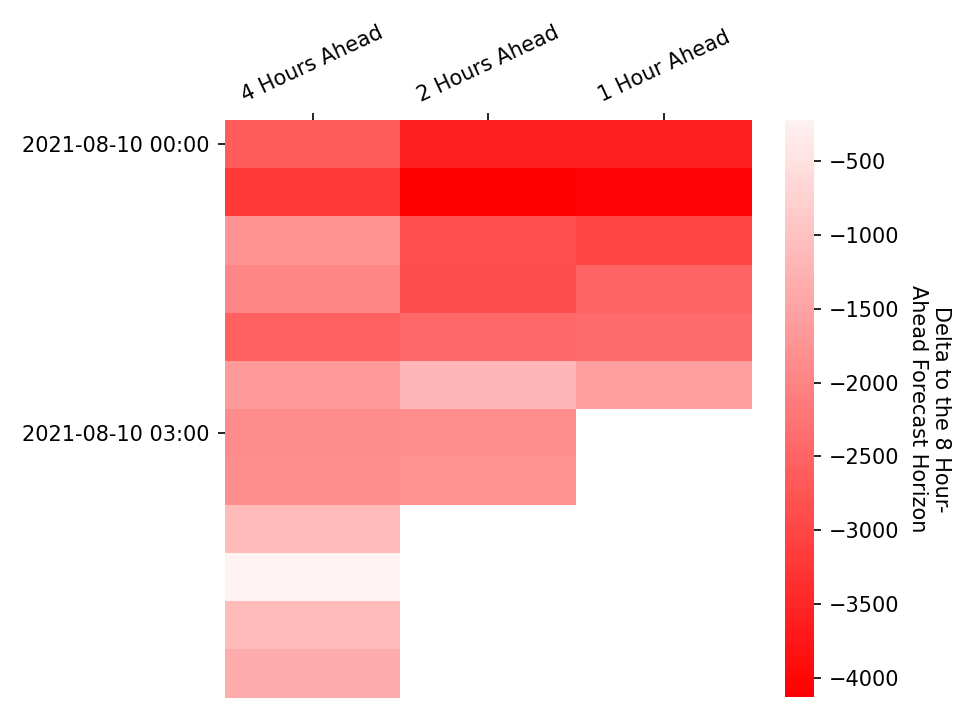 4 Hours Ahead
2 Hours Ahead
1 Hour Ahead
2021-08-10 00:00
2021-08-10 03:00
−500
−1000
−1500
−2000
−2500
−3000
−3500
−4000
Delta to the 8 Hour-
Ahead Forecast Horizon